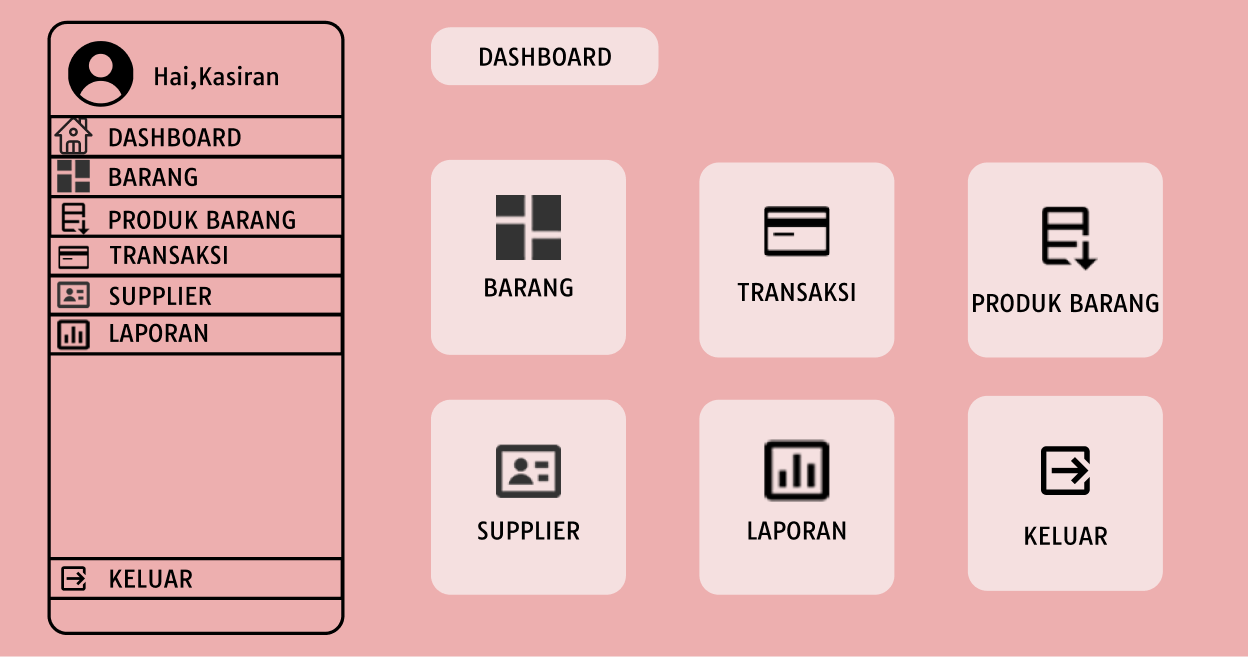 Hai,Kasiran
DASHBOARD
BARANG
PRODUK BARANG
TRANSAKSI
SUPPLIER
LAPORAN
KELUAR
DASHBOARD
BARANG
TRANSAKSI
PRODUK BARANG
SUPPLIER
LAPORAN
KELUAR